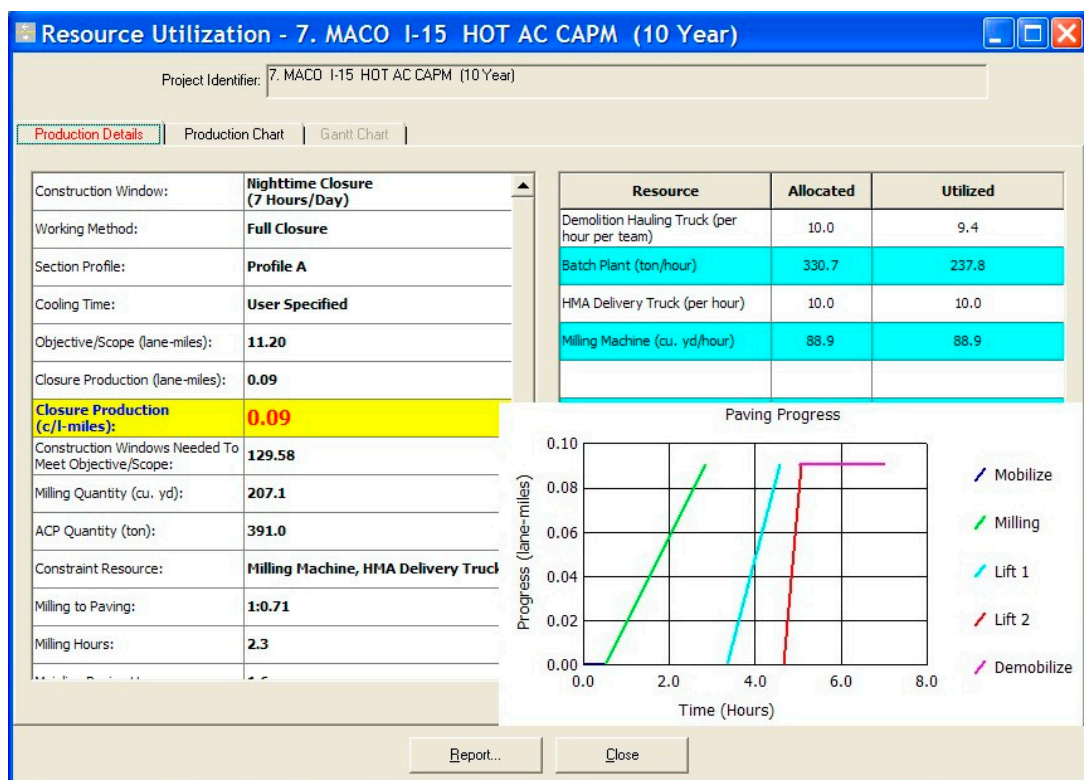 Resource Utilization - 7. MACO I-15 HOT AC CAPM (10 Year)
Project Identifier: 7. MACO I-15 HOT AC CAPM (10 Year)
Production Details
Production Chart
Gantt Chart
Construction Window:
Nighttime Closure
(7 Hours/Day)
Working Method:
Full Closure
Section Profile:
Profile A
Cooling Time:
User Specified
Objective/Scope (lane-miles):
11.20
Closure Production (lane-miles):
0.09
Closure Production
(c/l-miles):
0.09
Construction Windows Needed To
Meet Objective/Scope:
129.58
Milling Quantity (cu. yd):
207.1
ACP Quantity (ton):
391.0
Constraint Resource:
Milling Machine, HMA Delivery Truck
Milling to Paving:
1:0.71
Milling Hours:
2.3
Resource
Allocated
Utilized
Demolition Hauling Truck (per
hour per team)
10.0
9.4
Batch Plant (ton/hour)
330.7
237.8
HMA Delivery Truck (per hour)
10.0
10.0
Milling Machine (cu. yd/hour)
88.9
88.9
Paving Progress
Progress (lane-miles)
0.10
0.08
0.06
0.04
0.02
0.00
0.0
2.0
4.0
6.0
8.0
Time (Hours)
Mobilize
Milling
Lift 1
Lift 2
Demobilize
Report...
Close